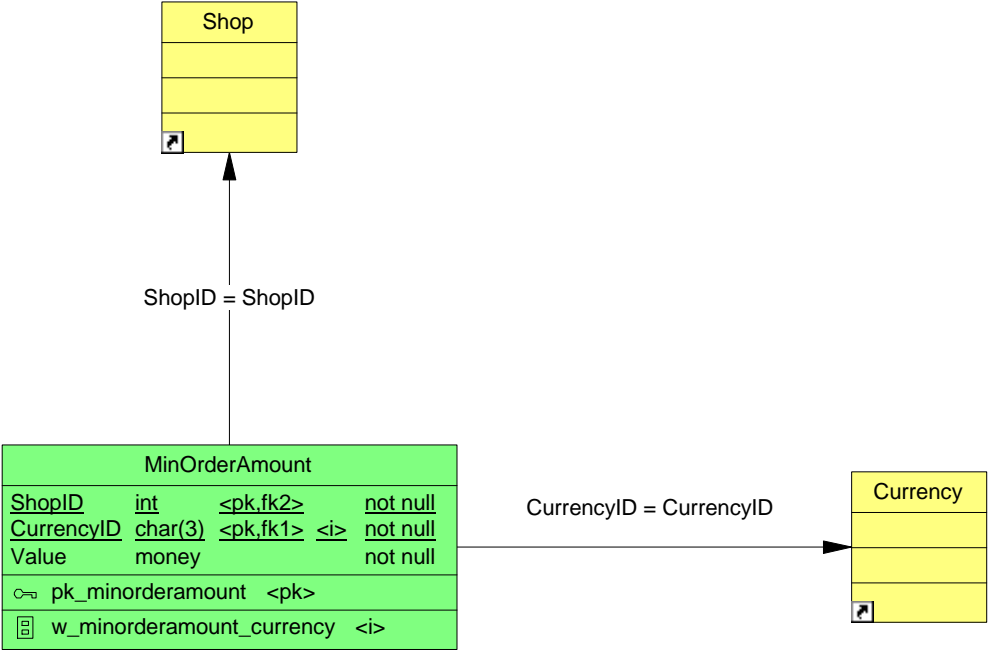 Shop
ShopID = ShopID
MinOrderAmount
ShopID int <pk,fk2> not null
CurrencyID char(3) <pk,fk1> <i> not null
Value money not null
pk_minorderamount <pk>
w_minorderamount_currency <i>
CurrencyID = CurrencyID
Currency